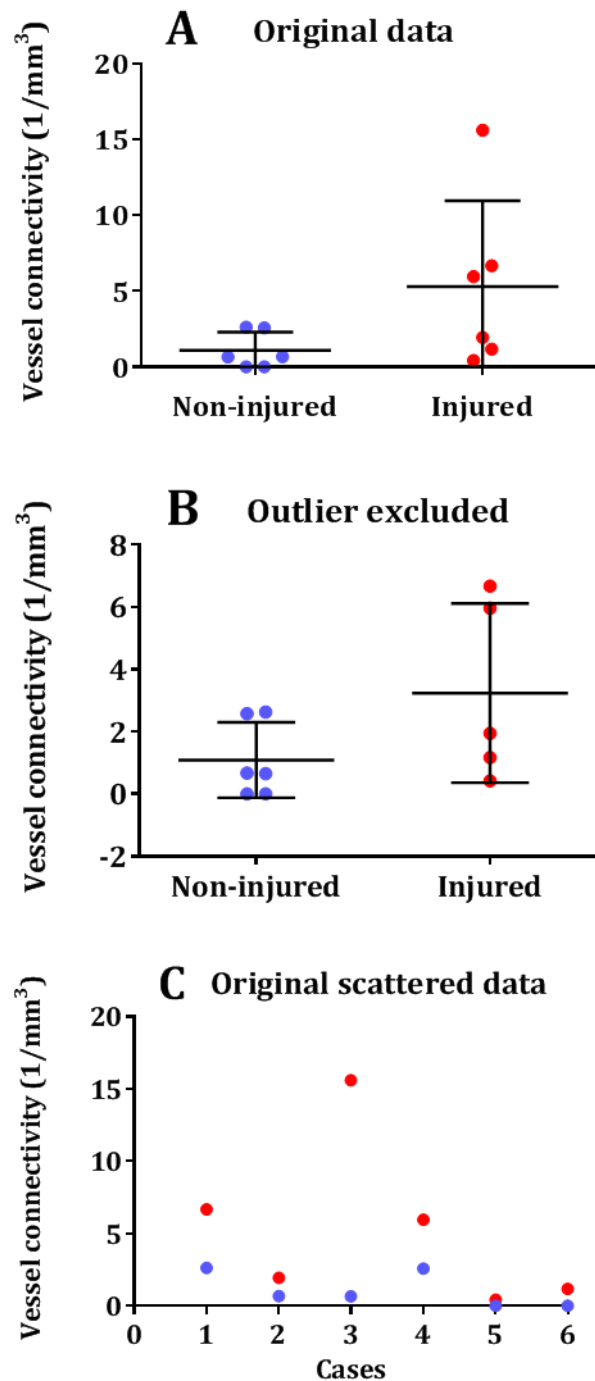 A Original data
Vessel connectivity (1/mm³)
20
15
10
5
0
Non-injured Injured
B Outlier excluded
Vessel connectivity (1/mm³)
8
6
4
2
0
-2
Non-injured Injured
C Original scattered data
Vessel connectivity (1/mm³)
20
15
10
5
0
0 1 2 3 4 5 6
Cases